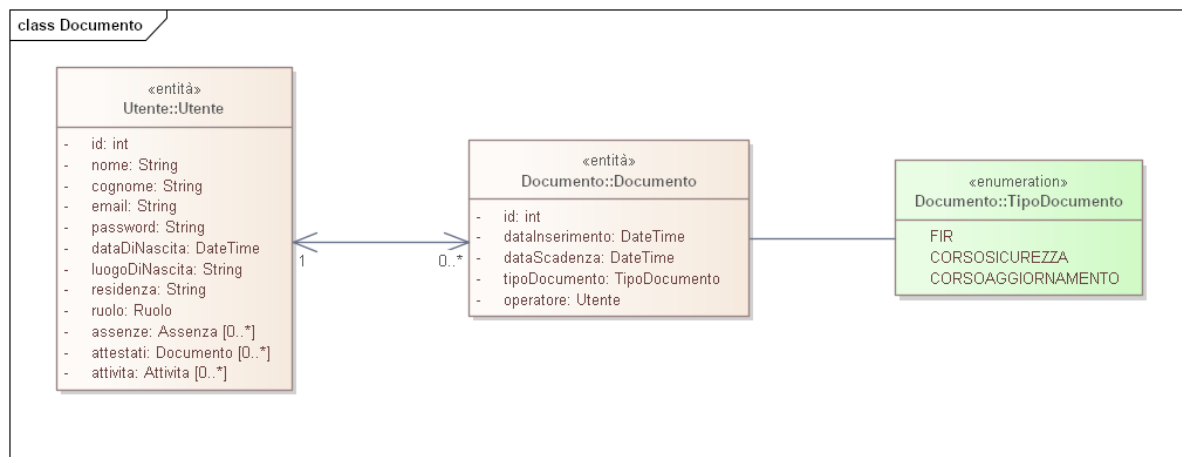 class Documento
«entità»
Utente::Utente
- id: int
- nome: String
- cognome: String
- email: String
- password: String
- dataDiNascita: DateTime
- luogoDiNascita: String
- residenza: String
- ruolo: Ruolo
- assenze: Assenza [0..*]
- attestati: Documento [0..*]
- attivita: Attivita [0..*]
1
0..*
«entità»
Documento::Documento
- id: int
- dataInserimento: DateTime
- dataScadenza: DateTime
- tipoDocumento: TipoDocumento
- operatore: Utente
«enumeration»
Documento::TipoDocumento
FIR
CORSOSICUREZZA
CORSOAGGIORNAMENTO